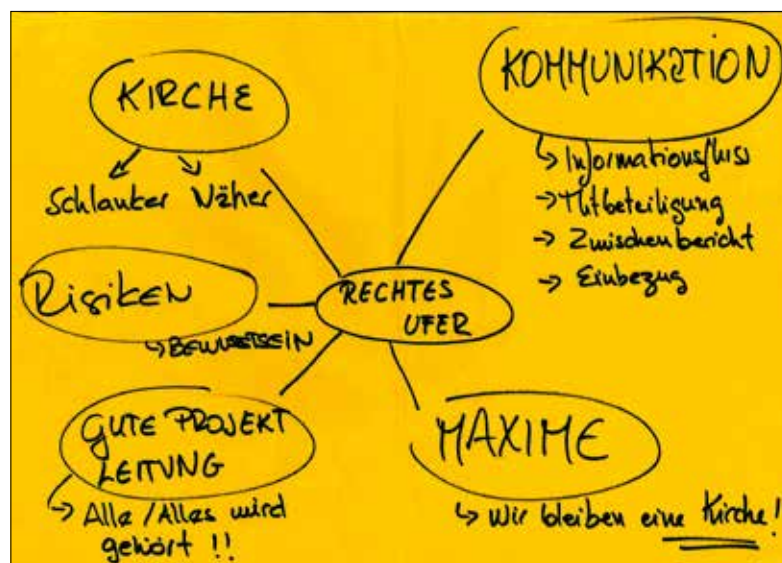 KIRCHE
Schlanker Näher
KOMMUNIKATION
Informationsfluss
Mitbeteiligung
Zwischenbericht
Einbezug
RISIKEN
BEWUSSTSEIN
RECHTES
UFER
GUTE PROJEKT
LEITUNG
Alle / Alles wird
gehört !!
MAXIME
Wir bleiben eine Kirche!